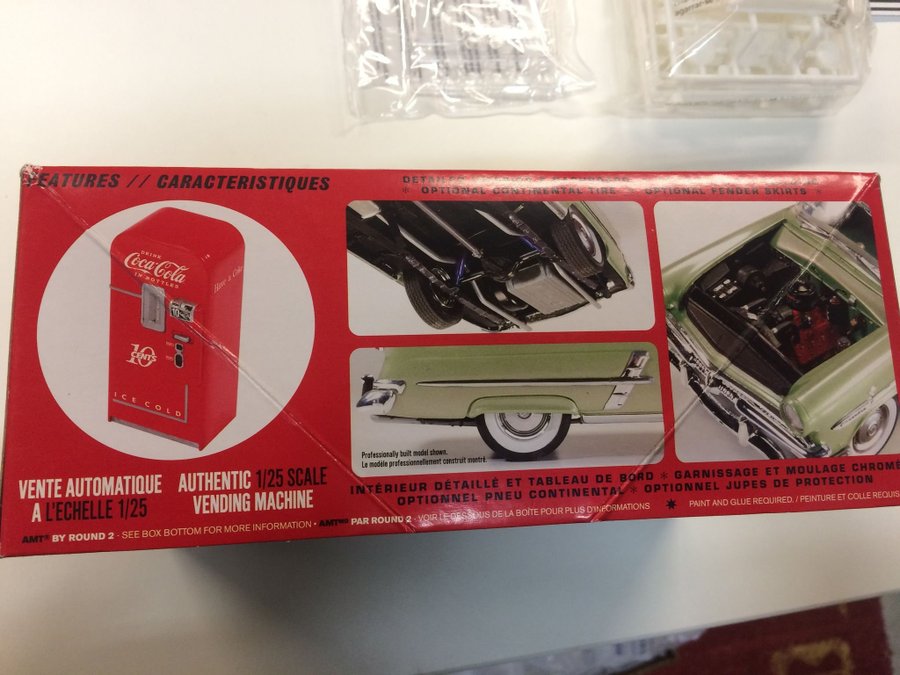 FEATURES // CARACTERISTIQUES
* OPTIONAL CONTINENTAL TIRE * OPTIONAL FENDER SKIRTS *
DRINK
Coca-Cola
IN BOTTLES
Have a Coke
10
10
CENTS
ICE COLD
Professionally built model shown.
Le modèle professionnellement construit montré.
VENTE AUTOMATIQUE
A L'ECHELLE 1/25
AUTHENTIC 1/25 SCALE
VENDING MACHINE
INTÉRIEUR DÉTAILLÉ ET TABLEAU DE BORD * GARNISSAGE ET MOULAGE CHROMÉ
OPTIONNEL PNEU CONTINENTAL * OPTIONNEL JUPES DE PROTECTION
AMT® BY ROUND 2 - SEE BOX BOTTOM FOR MORE INFORMATION • AMTMD PAR ROUND 2 - VOIR LE DESSOUS DE LA BOÎTE POUR PLUS D'INFORMATIONS * PAINT AND GLUE REQUIRED. / PEINTURE ET COLLE REQUIS